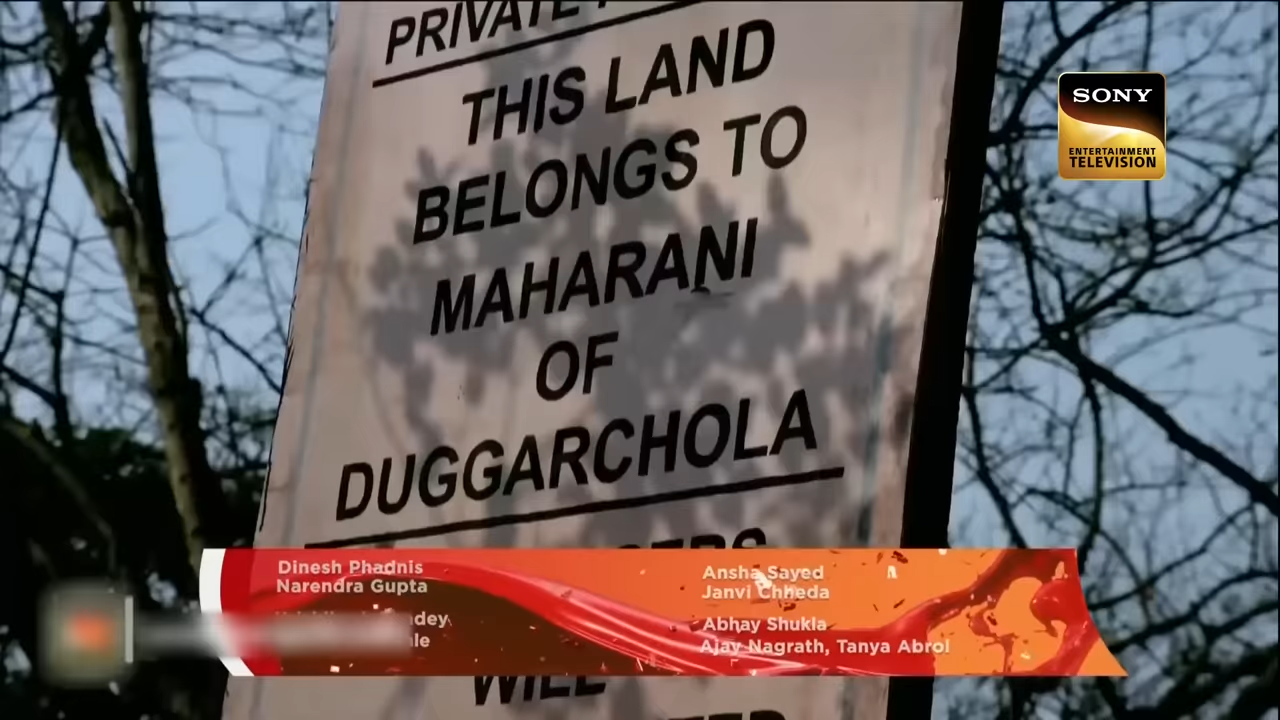 PRIVATE
THIS LAND
BELONGS TO
MAHARANI
OF
DUGGARCHOLA
WILL
SONY
ENTERTAINMENT
TELEVISION
Dinesh Phadnis
Narendra Gupta
Ansha Sayed
Janvi Chheda
Abhay Shukla
Ajay Nagrath, Tanya Abrol